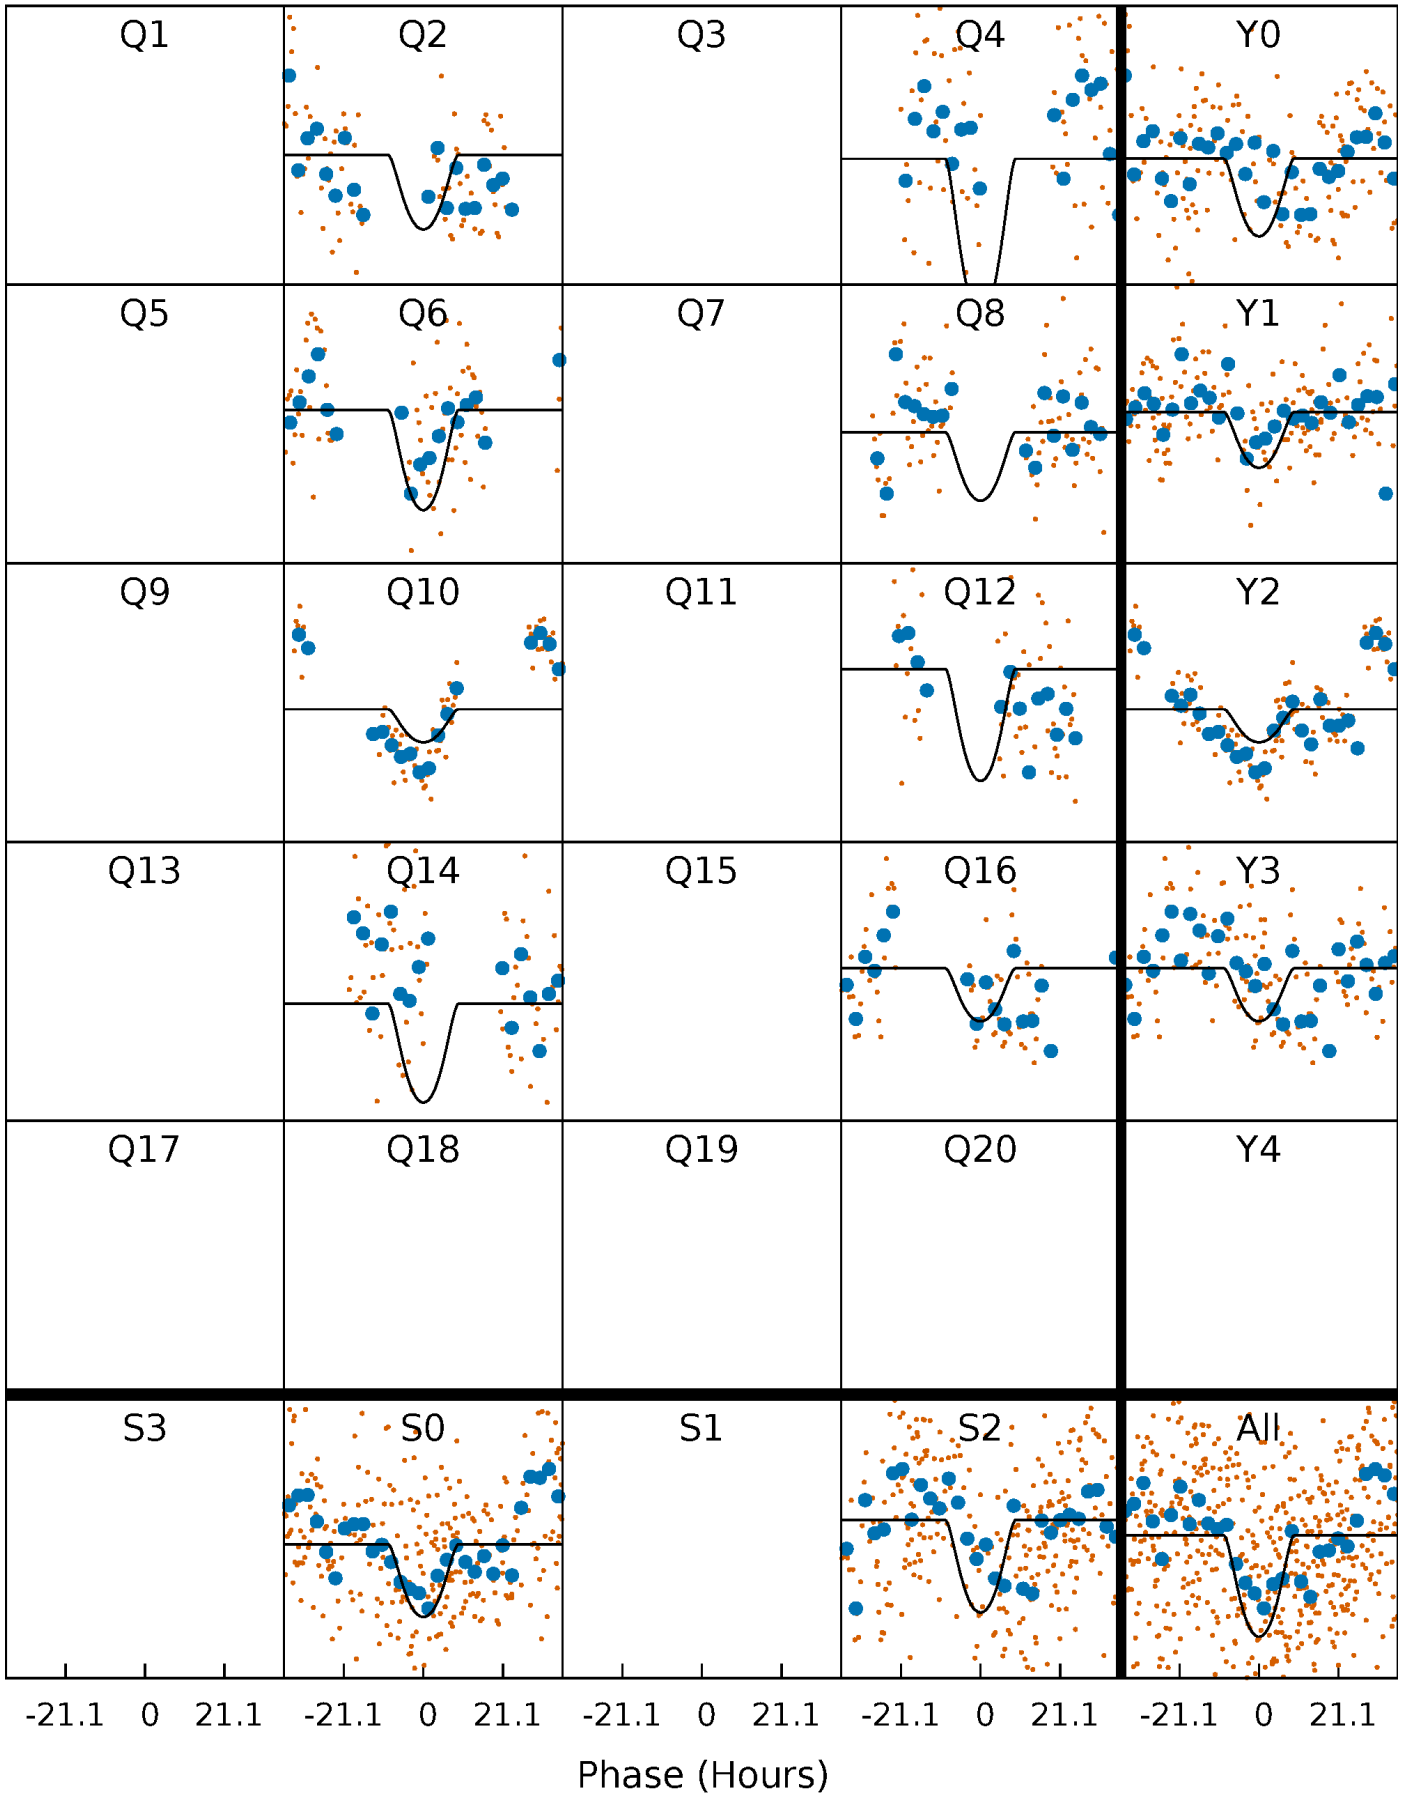 Q1 Q2 Q3 Q4 Y0
Q5 Q6 Q7 Q8 Y1
Q9 Q10 Q11 Q12 Y2
Q13 Q14 Q15 Q16 Y3
Q17 Q18 Q19 Q20 Y4
S3 S0 S1 S2 All
-21.1 0 21.1 -21.1 0 21.1 -21.1 0 21.1 -21.1 0 21.1 -21.1 0 21.1
Phase (Hours)